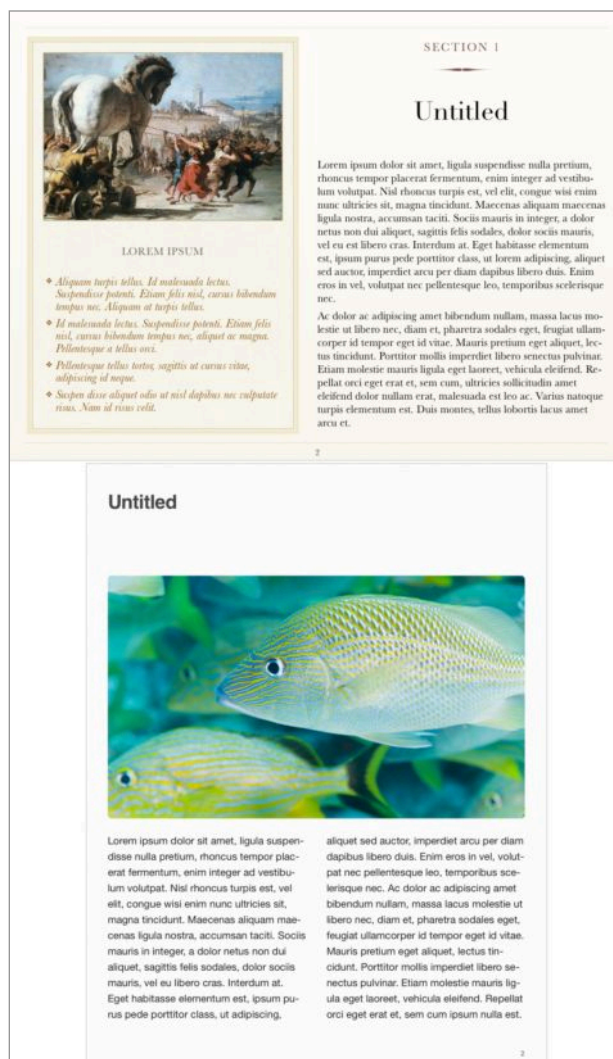 LOREM IPSUM
❖ Aliquam turpis tellus. Id malesuada lectus.
Suspendisse potenti. Etiam felis nisl, cursus bibendum
tempus nec. Aliquam at turpis tellus.
❖ Id malesuada lectus. Suspendisse potenti. Etiam felis
nisl, cursus bibendum tempus nec, aliquet ac magna.
Pellentesque a tellus orci.
❖ Pellentesque tellus tortor, sagittis ut cursus vitae,
adipiscing id neque.
❖ Suspen disse aliquet odio ut nisl dapibus nec vulputate
risus. Nam id risus velit.
SECTION 1
Untitled
Lorem ipsum dolor sit amet, ligula suspendisse nulla pretium,
rhoncus tempor placerat fermentum, enim integer ad vestibu-
lum volutpat. Nisl rhoncus turpis est, vel elit, congue wisi enim
nunc ultricies sit, magna tincidunt. Maecenas aliquam maecenas
ligula nostra, accumsan taciti. Sociis mauris in integer, a dolor
netus non dui aliquet, sagittis felis sodales, dolor sociis mauris,
vel eu est libero cras. Interdum at. Eget habitasse elementum
est, ipsum purus pede porttitor class, ut lorem adipiscing, aliquet
sed auctor, imperdiet arcu per diam dapibus libero duis. Enim
eros in vel, volutpat nec pellentesque leo, temporibus scelerisque
nec.
Ac dolor ac adipiscing amet bibendum nullam, massa lacus mo-
lestie ut libero nec, diam et, pharetra sodales eget, feugiat ullam-
corper id tempor eget id vitae. Mauris pretium eget aliquet, lec-
tus tincidunt. Porttitor mollis imperdiet libero senectus pulvinar.
Etiam molestie mauris ligula eget laoreet, vehicula eleifend. Re-
pellat orci eget erat et, sem cum, ultricies sollicitudin amet
eleifend dolor nullam erat, malesuada est leo ac. Varius natoque
turpis elementum est. Duis montes, tellus lobortis lacus amet
arcu et.
2
Untitled
Lorem ipsum dolor sit amet, ligula suspen-
disse nulla pretium, rhoncus tempor plac-
erat fermentum, enim integer ad vestibu-
lum volutpat. Nisl rhoncus turpis est, vel
elit, congue wisi enim nunc ultricies sit,
magna tincidunt. Maecenas aliquam mae-
cenas ligula nostra, accumsan taciti. Sociis
mauris in integer, a dolor netus non dui
aliquet, sagittis felis sodales, dolor sociis
mauris, vel eu libero cras. Interdum at.
Eget habitasse elementum est, ipsum pu-
rus pede porttitor class, ut adipiscing,
aliquet sed auctor, imperdiet arcu per diam
dapibus libero duis. Enim eros in vel, volut-
pat nec pellentesque leo, temporibus sce-
lerisque nec. Ac dolor ac adipiscing amet
bibendum nullam, massa lacus molestie ut
libero nec, diam et, pharetra sodales eget,
feugiat ullamcorper id tempor eget id vitae.
Mauris pretium eget aliquet, lectus tin-
cidunt. Porttitor mollis imperdiet libero se-
nectus pulvinar. Etiam molestie mauris lig-
ula eget laoreet, vehicula eleifend. Repellat
orci eget erat et, sem cum ipsum nulla est.
2